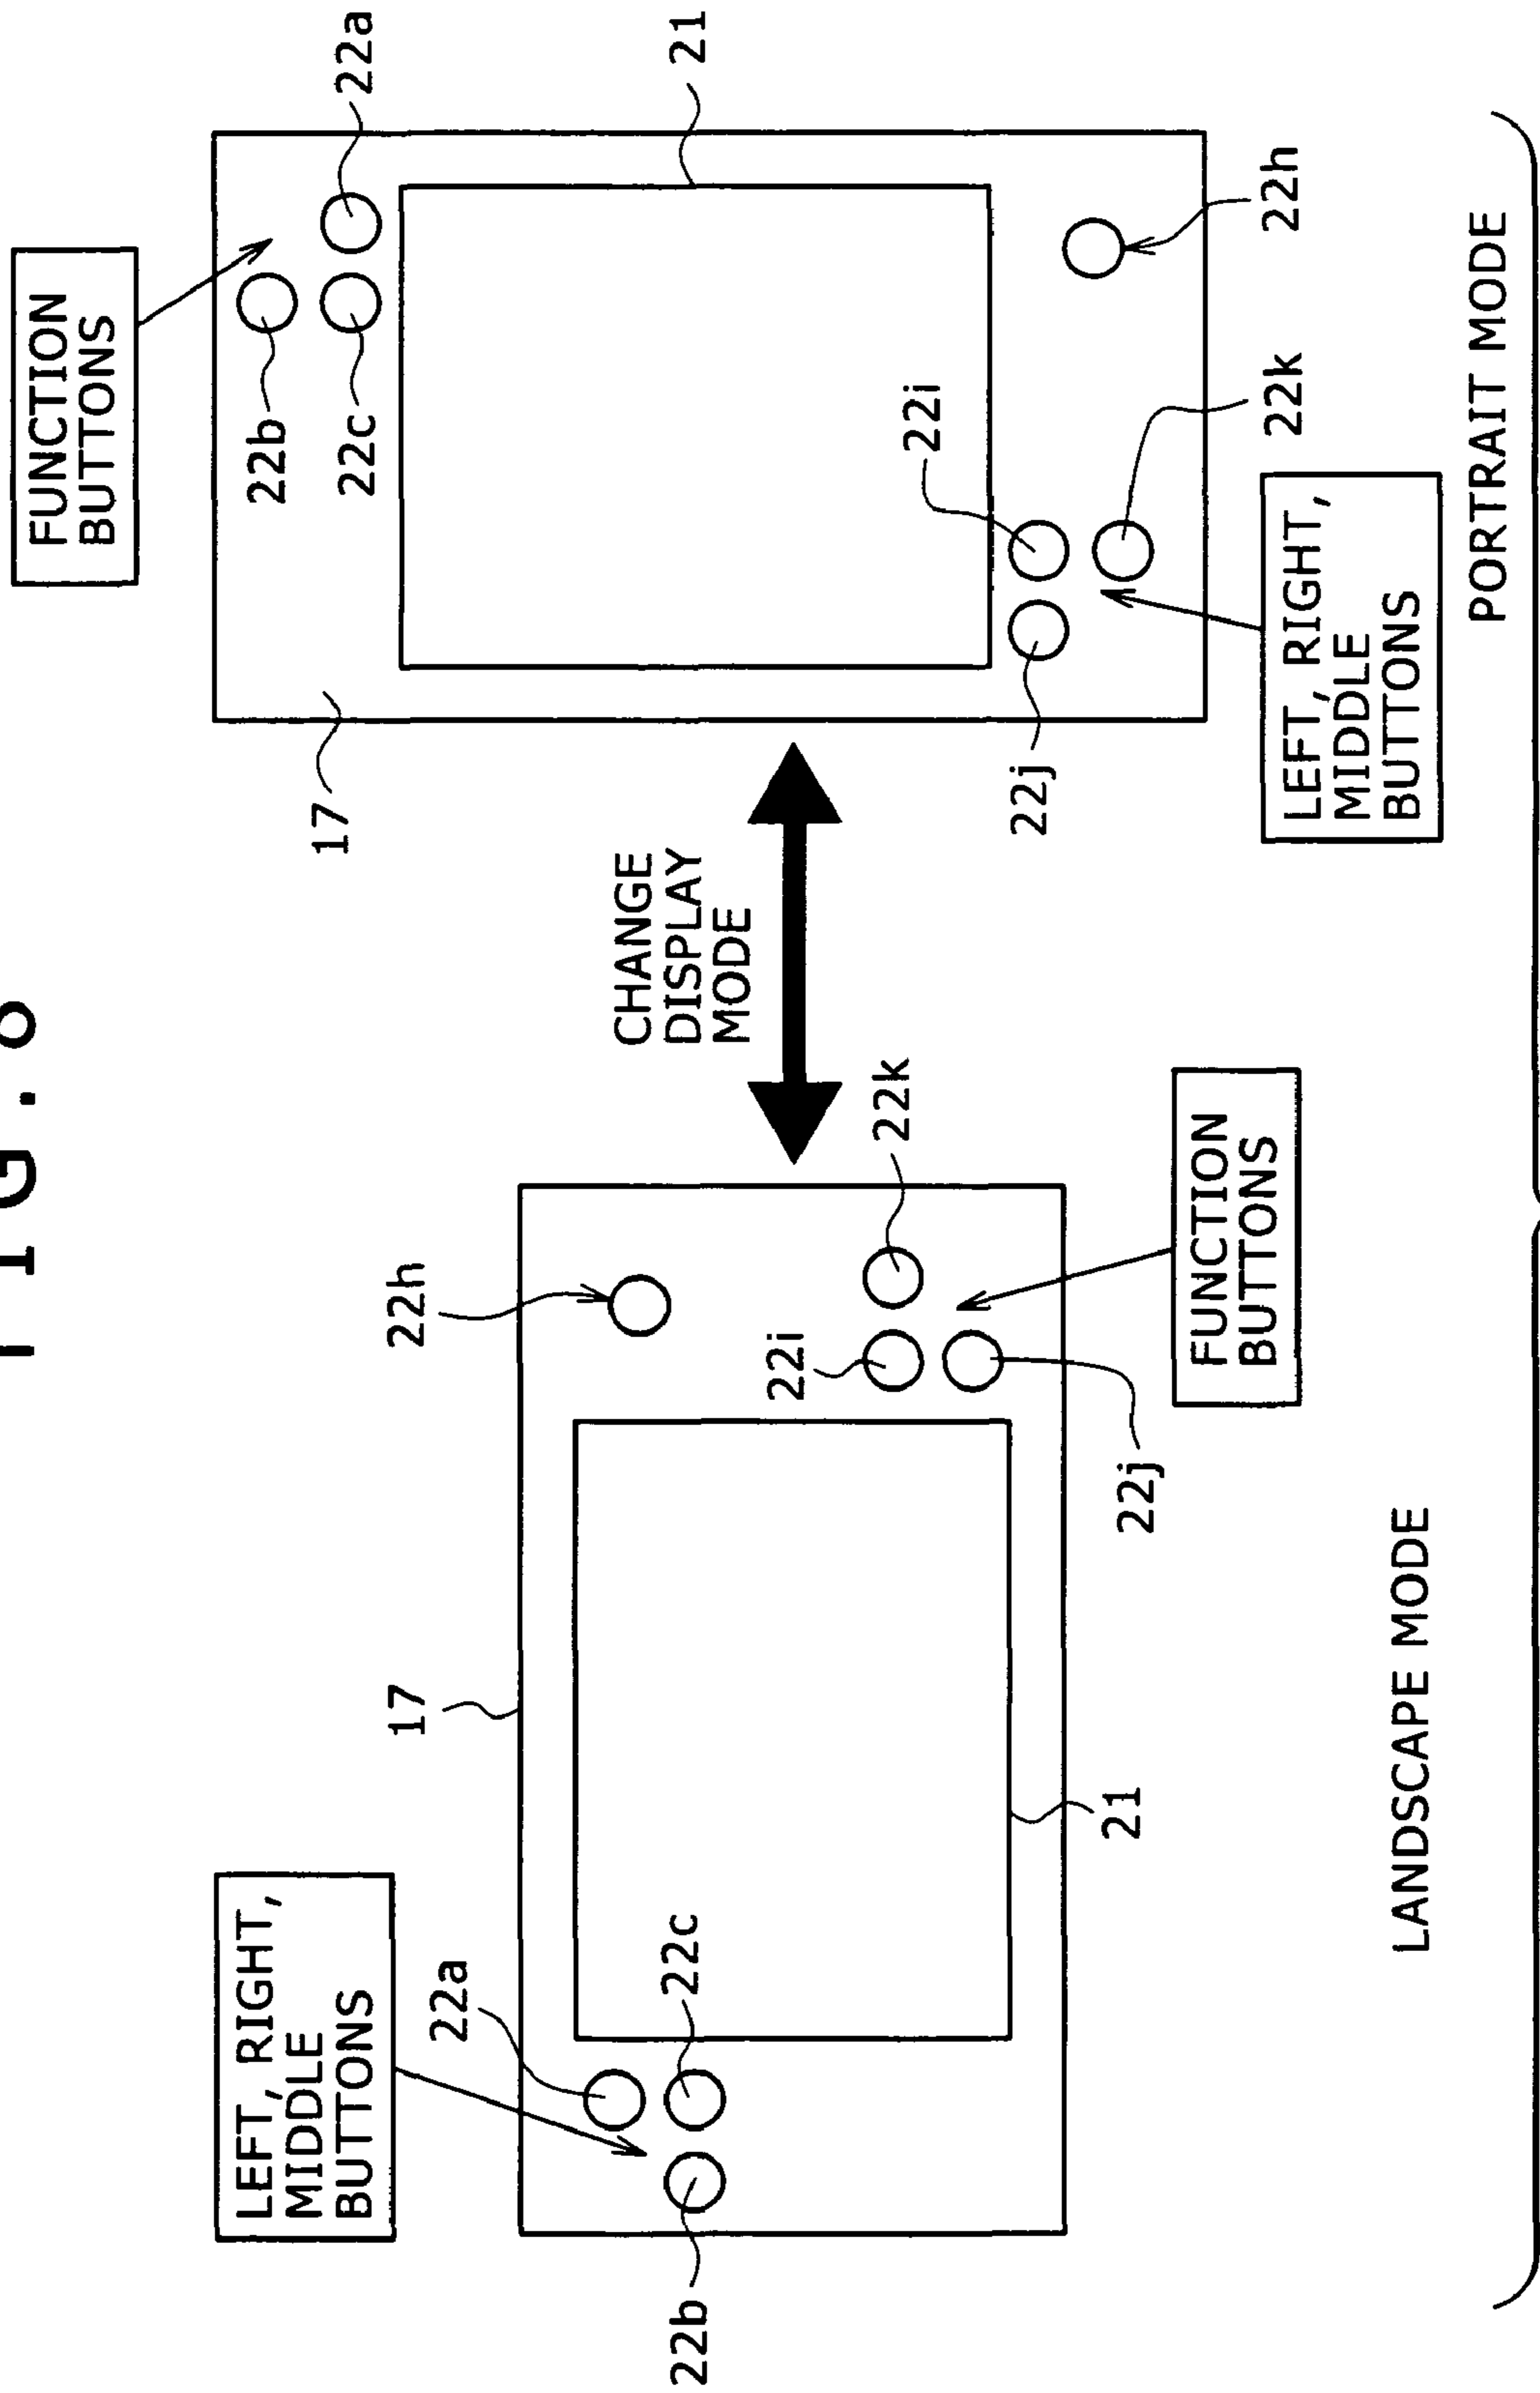 FIG. 8
LEFT, RIGHT,
MIDDLE
BUTTONS
22a
22c
22b
17
21
22h
22i
22k
22j
FUNCTION
BUTTONS
LANDSCAPE MODE
CHANGE
DISPLAY
MODE
FUNCTION
BUTTONS
22b
22c
22a
17
21
22i
22j
22k
22h
LEFT, RIGHT,
MIDDLE
BUTTONS
PORTRAIT MODE